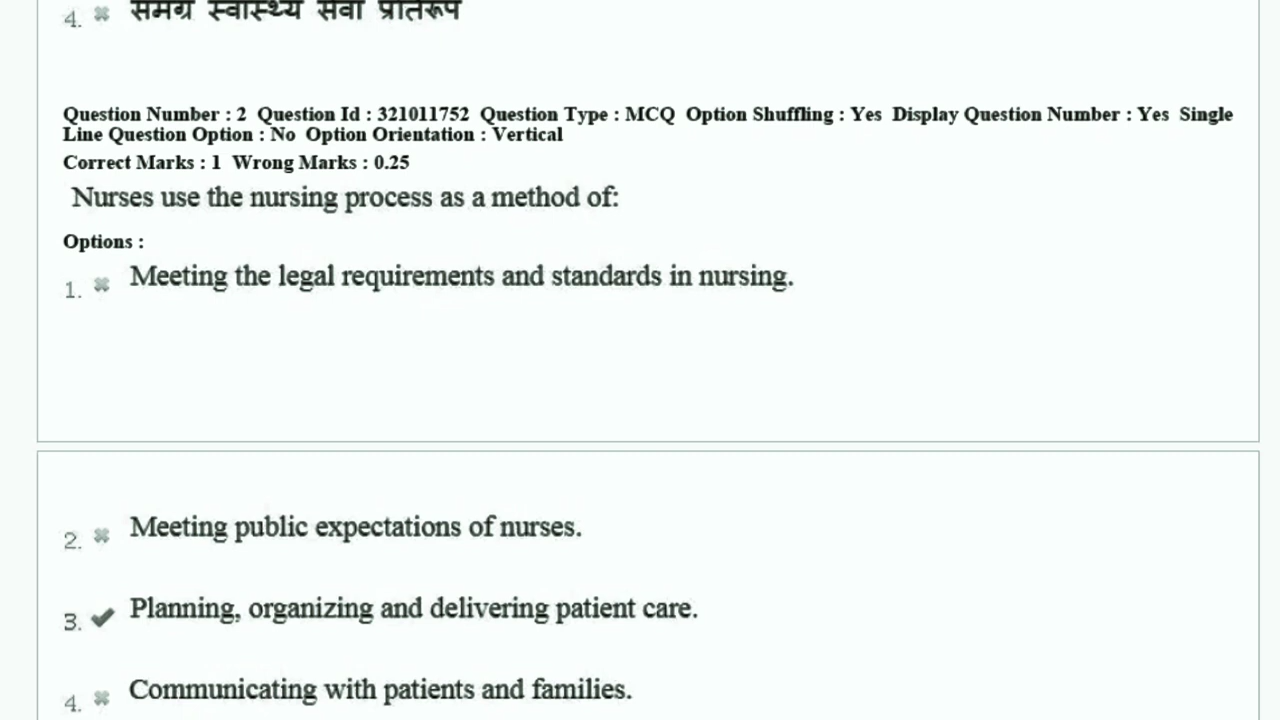 4. समग्र स्वास्थ्य सेवा प्रतिरूप
Question Number : 2 Question Id : 321011752 Question Type : MCQ Option Shuffling : Yes Display Question Number : Yes Single
Line Question Option : No Option Orientation : Vertical
Correct Marks : 1 Wrong Marks : 0.25
Nurses use the nursing process as a method of:
Options :
1. Meeting the legal requirements and standards in nursing.
2. Meeting public expectations of nurses.
3. Planning, organizing and delivering patient care.
4. Communicating with patients and families.